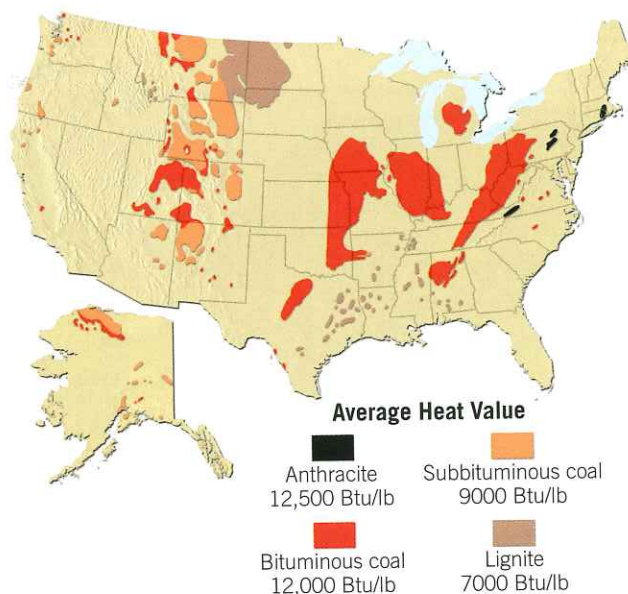 Average Heat Value
Anthracite
12,500 Btu/lb
Subbituminous coal
9000 Btu/lb
Bituminous coal
12,000 Btu/lb
Lignite
7000 Btu/lb